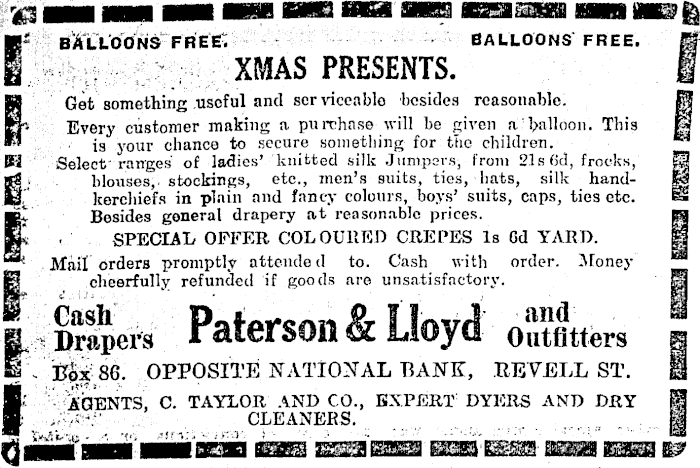 BALLOONS FREE. BALLOONS FREE.
XMAS PRESENTS.
Get something useful and serviceable besides reasonable.
Every customer making a purchase will be given a balloon. This
is your chance to secure something for the children.
Select ranges of ladies' knitted silk Jumpers, from 21s 6d, frocks,
blouses, stockings, etc., men's suits, ties, hats, silk hand-
kerchiefs in plain and fancy colours, boys' suits, caps, ties etc.
Besides general drapery at reasonable prices.
SPECIAL OFFER COLOURED CREPES 1s 6d YARD.
Mail orders promptly attended to. Cash with order. Money
cheerfully refunded if goods are unsatisfactory.
Cash Drapers Paterson & Lloyd and Outfitters
Box 86. OPPOSITE NATIONAL BANK, REVELL ST.
AGENTS, C. TAYLOR AND CO., EXPERT DYERS AND DRY
CLEANERS.